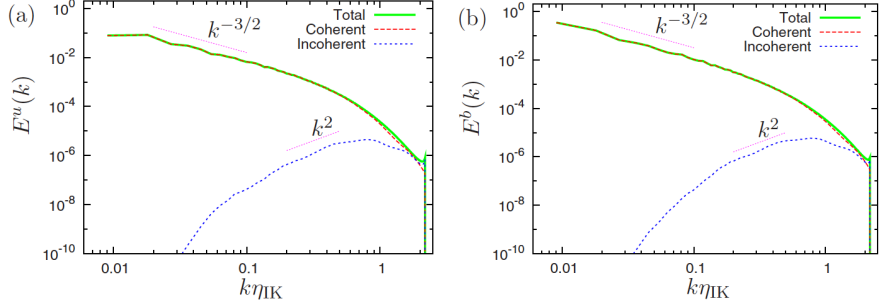 (a)
10^0
10^-2
10^-4
10^-6
10^-8
10^-10
E^u(k)
k^{-3/2}
Total
Coherent
Incoherent
k^2
0.01
0.1
1
kη_IK
(b)
10^0
10^-2
10^-4
10^-6
10^-8
10^-10
E^b(k)
k^{-3/2}
Total
Coherent
Incoherent
k^2
0.01
0.1
1
kη_IK